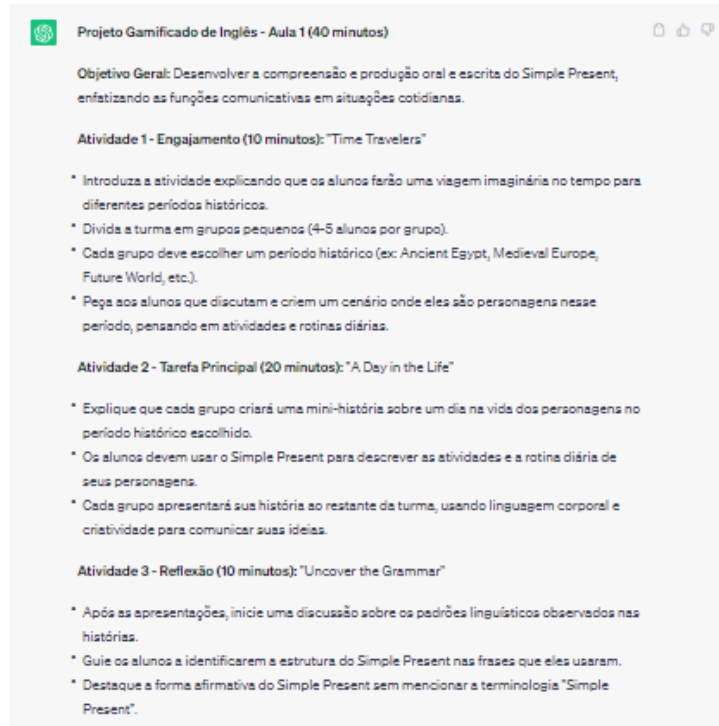 Projeto Gamificado de Inglês - Aula 1 (40 minutos)
Objetivo Geral: Desenvolver a compreensão e produção oral e escrita do Simple Present,
enfatizando as funções comunicativas em situações cotidianas.
Atividade 1 - Engajamento (10 minutos): "Time Travelers"
• Introduza a atividade explicando que os alunos farão uma viagem imaginária no tempo para
diferentes períodos históricos.
• Divida a turma em grupos pequenos (4-5 alunos por grupo).
• Cada grupo deve escolher um período histórico (ex: Ancient Egypt, Medieval Europe,
Future World, etc.).
• Peça aos alunos que discutam e criem um cenário onde eles são personagens nesse
período, pensando em atividades e rotinas diárias.
Atividade 2 - Tarefa Principal (20 minutos): "A Day in the Life"
• Explique que cada grupo criará uma mini-história sobre um dia na vida dos personagens no
período histórico escolhido.
• Os alunos devem usar o Simple Present para descrever as atividades e a rotina diária de
seus personagens.
• Cada grupo apresentará sua história ao restante da turma, usando linguagem corporal e
criatividade para comunicar suas ideias.
Atividade 3 - Reflexão (10 minutos): "Uncover the Grammar"
• Após as apresentações, inicie uma discussão sobre os padrões linguísticos observados nas
histórias.
• Guie os alunos a identificarem a estrutura do Simple Present nas frases que eles usaram.
• Destaque a forma afirmativa do Simple Present sem mencionar a terminologia "Simple
Present".